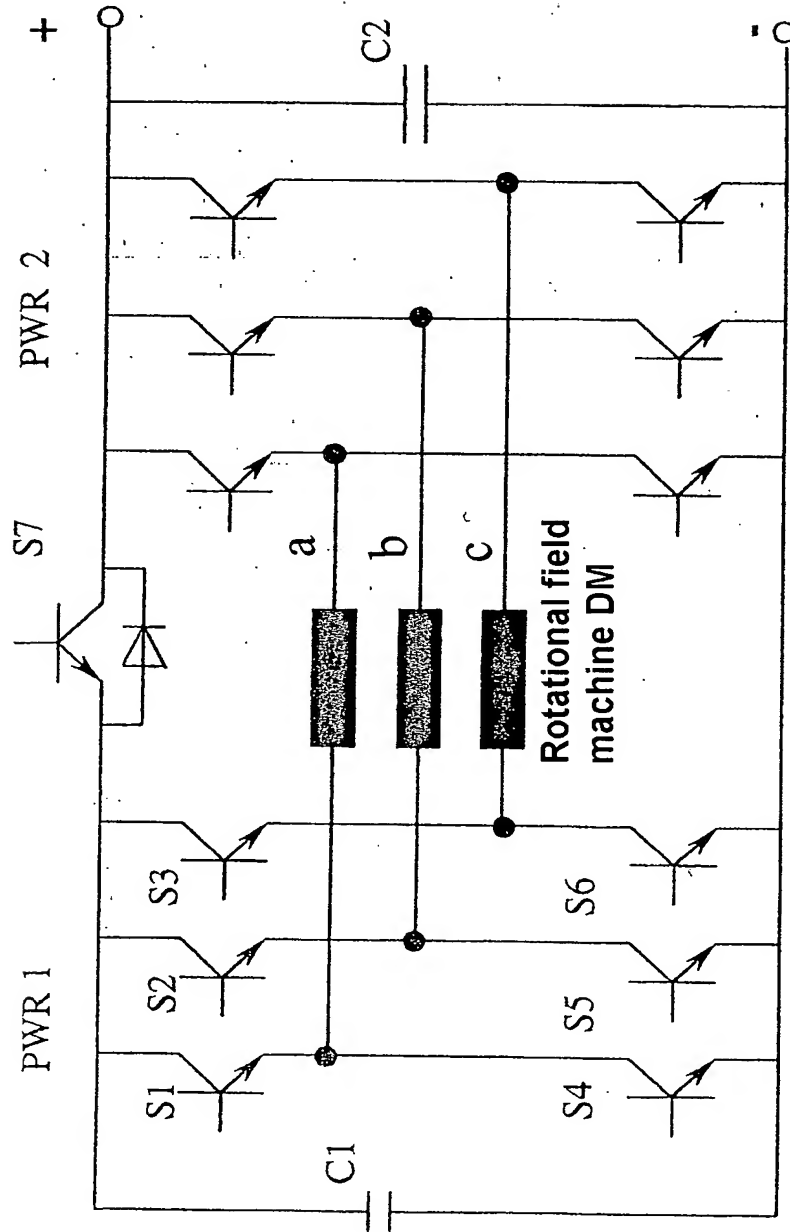 S7
+
PWR 1
PWR 2
S1
S2
S3
C1
C2
a
b
c
Rotational field
machine DM
S4
S5
S6
-